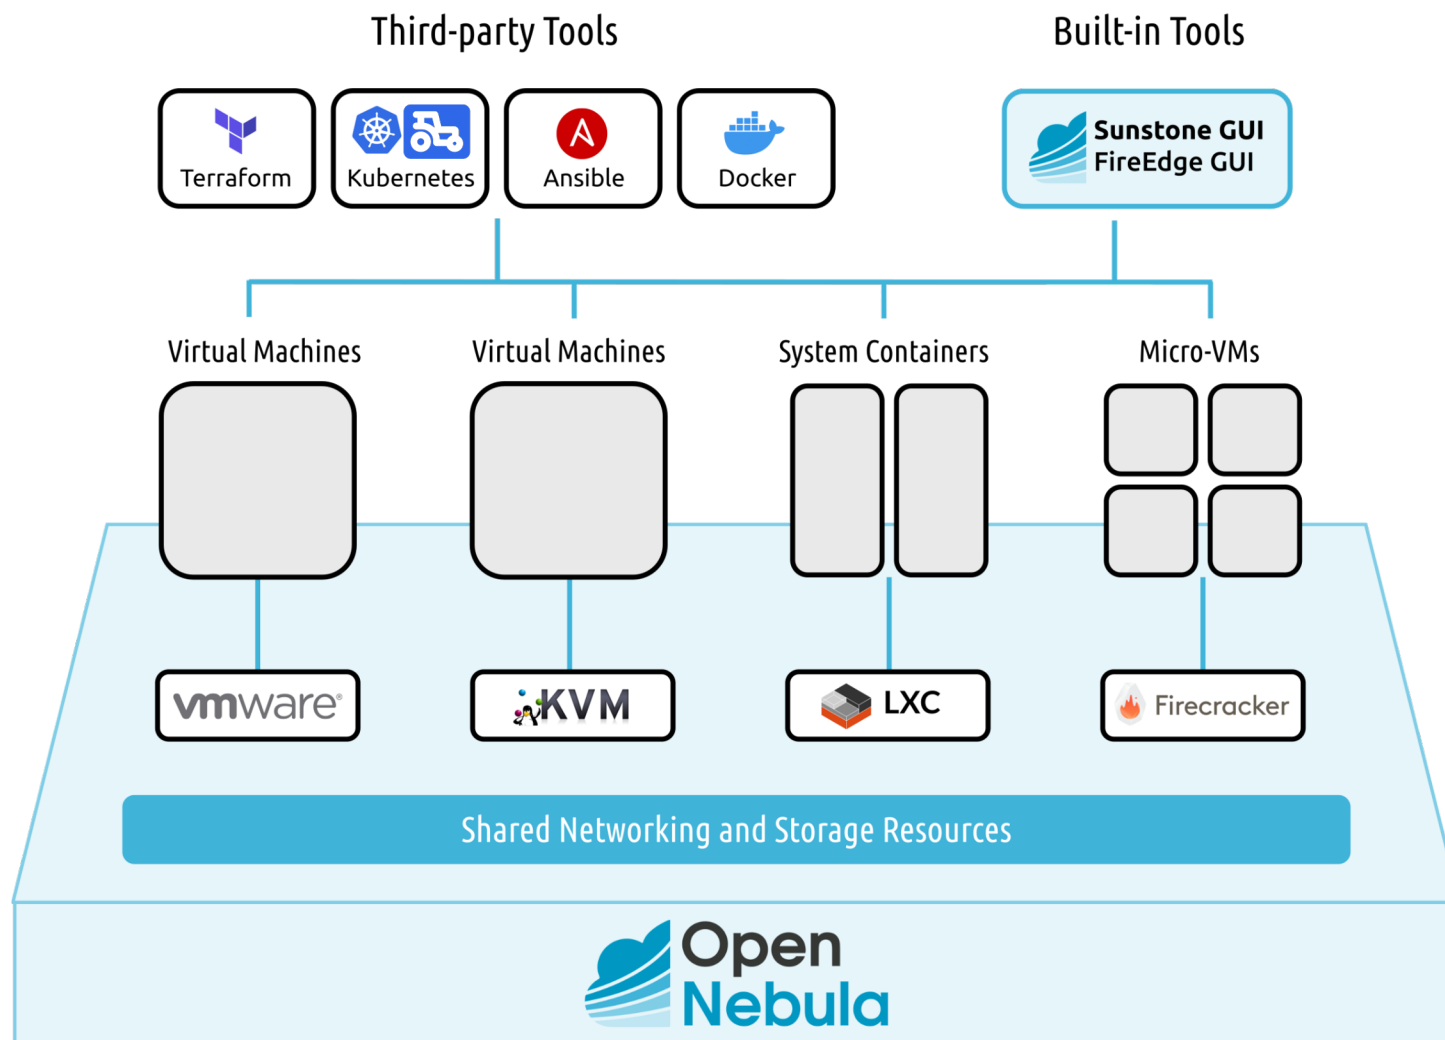 Third-party Tools
Built-in Tools
Terraform
Kubernetes
Ansible
Docker
Sunstone GUI
FireEdge GUI
Virtual Machines
Virtual Machines
System Containers
Micro-VMs
vmware®
KVM
LXC
Firecracker
Shared Networking and Storage Resources
Open
Nebula